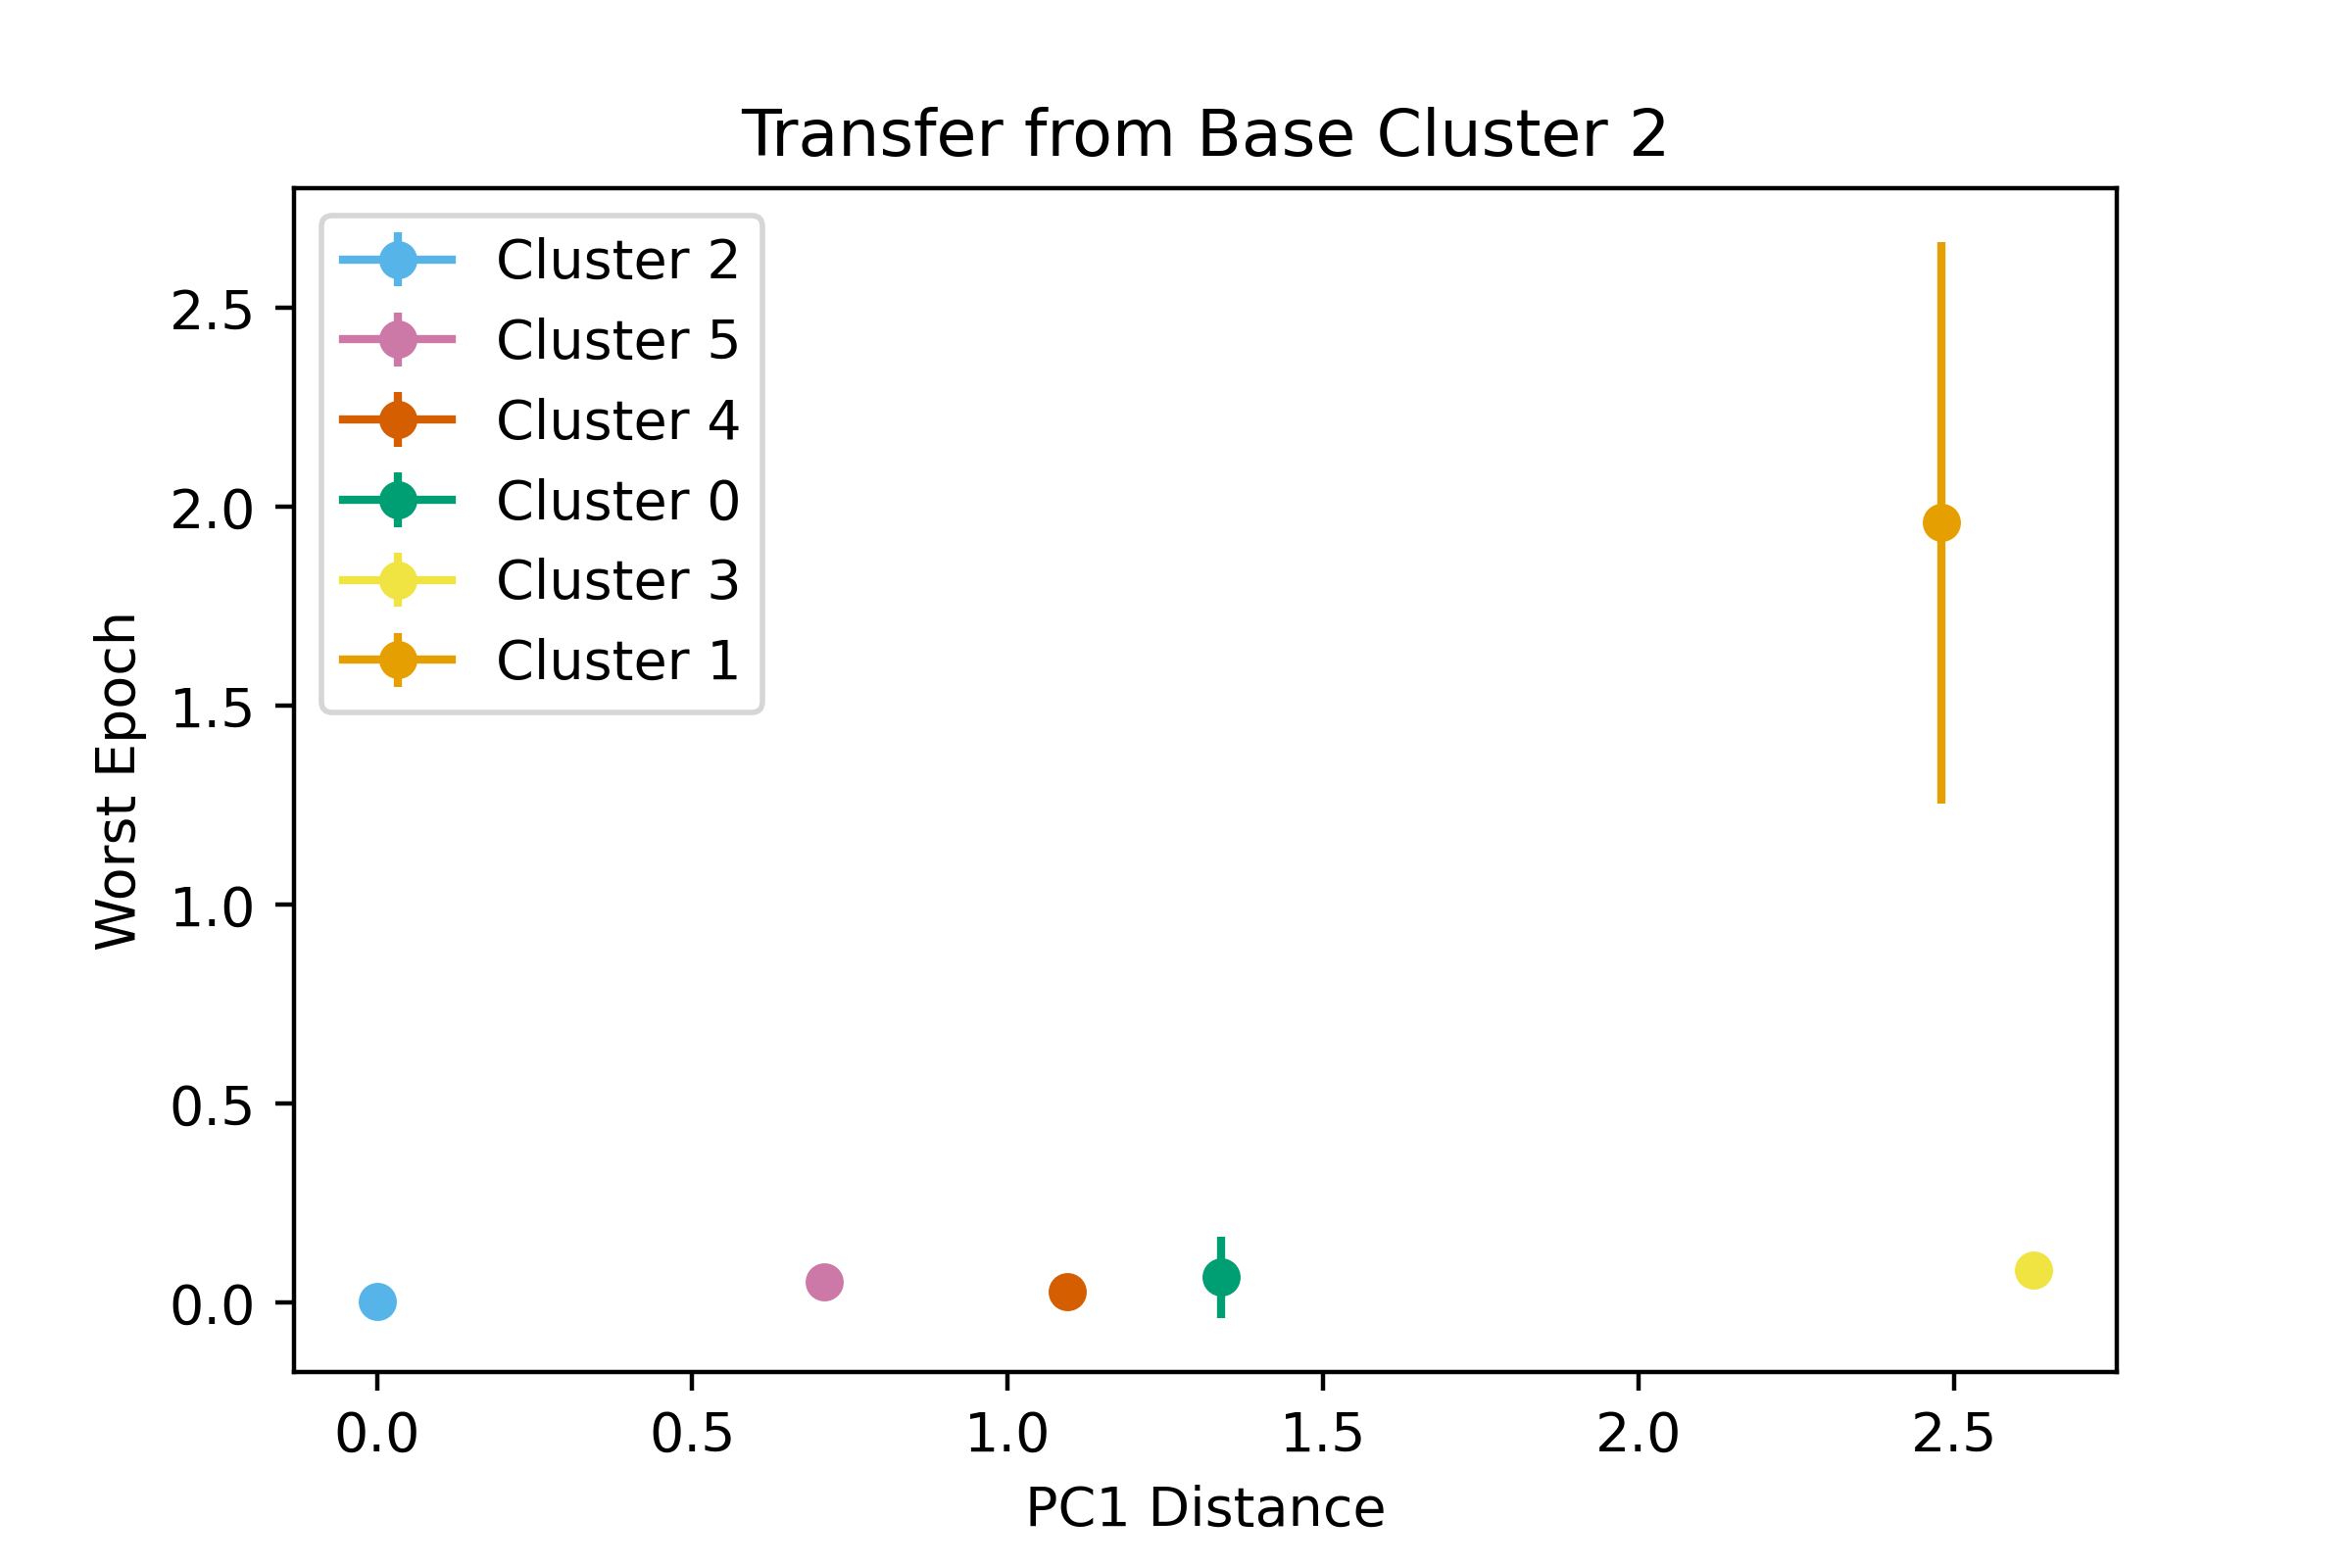 Transfer from Base Cluster 2
Cluster 2
Cluster 5
Cluster 4
Cluster 0
Cluster 3
Cluster 1
Worst Epoch
2.5
2.0
1.5
1.0
0.5
0.0
0.0 0.5 1.0 1.5 2.0 2.5
PC1 Distance